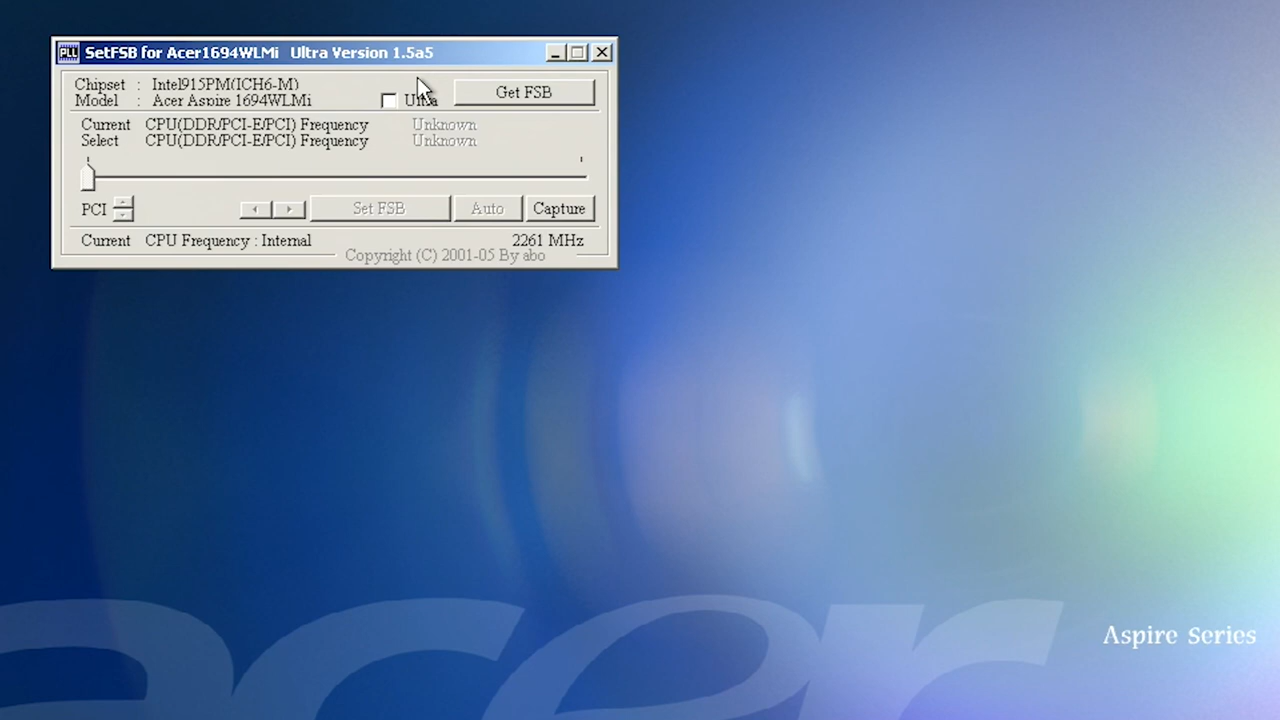 PLL SetFSB for Acer1694WLMi Ultra Version 1.5a5
Chipset : Intel915PM(ICH6-M)
Model : Acer Aspire 1694WLMi
Ultra
Get FSB
Current CPU(DDR/PCI-E/PCI) Frequency Unknown
Select CPU(DDR/PCI-E/PCI) Frequency Unknown
PCI
Set FSB
Auto
Capture
Current CPU Frequency : Internal 2261 MHz
Copyright (C) 2001-05 By abo
acer
Aspire Series